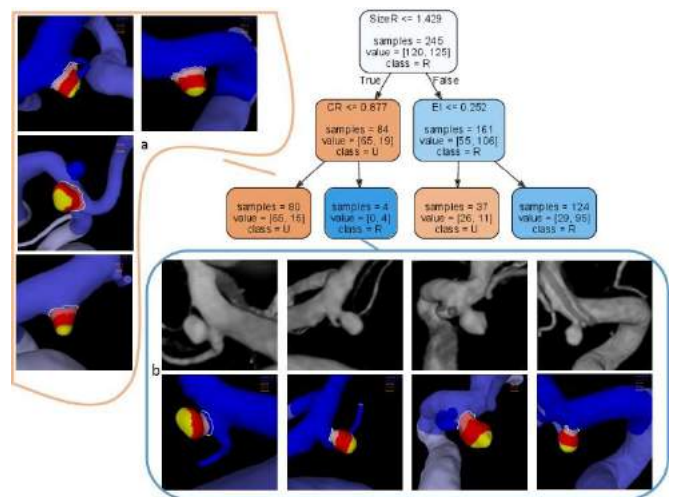 SizeR <= 1.429
samples = 245
value = [120, 125]
class = R
True
False
CR <= 0.877
samples = 84
value = [65, 19]
class = U
EI <= 0.252
samples = 161
value = [55, 106]
class = R
samples = 80
value = [65, 15]
class = U
samples = 4
value = [0, 4]
class = R
samples = 37
value = [26, 11]
class = U
samples = 124
value = [29, 95]
class = R
a
b